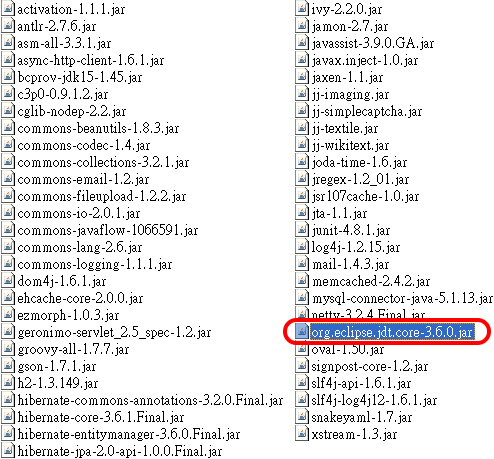 activation-1.1.1.jar
antlr-2.7.6.jar
asm-all-3.3.1.jar
async-http-client-1.6.1.jar
bcprov-jdk15-1.45.jar
c3p0-0.9.1.2.jar
cglib-nodep-2.2.jar
commons-beanutils-1.8.3.jar
commons-codec-1.4.jar
commons-collections-3.2.1.jar
commons-email-1.2.jar
commons-fileupload-1.2.2.jar
commons-io-2.0.1.jar
commons-javaflow-1066591.jar
commons-lang-2.6.jar
commons-logging-1.1.1.jar
dom4j-1.6.1.jar
ehcache-core-2.0.0.jar
ezmorph-1.0.3.jar
geronimo-servlet_2.5_spec-1.2.jar
groovy-all-1.7.7.jar
gson-1.7.1.jar
h2-1.3.149.jar
hibernate-commons-annotations-3.2.0.Final.jar
hibernate-core-3.6.1.Final.jar
hibernate-entitymanager-3.6.0.Final.jar
hibernate-jpa-2.0-api-1.0.0.Final.jar
ivy-2.2.0.jar
jamon-2.7.jar
javassist-3.9.0.GA.jar
javax.inject-1.0.jar
jaxen-1.1.jar
jj-imaging.jar
jj-simplecaptcha.jar
jj-textile.jar
jj-wikitext.jar
joda-time-1.6.jar
jregex-1.2_01.jar
jsr107cache-1.0.jar
jta-1.1.jar
junit-4.8.1.jar
log4j-1.2.15.jar
mail-1.4.3.jar
memcached-2.4.2.jar
mysql-connector-java-5.1.13.jar
netty-3.2.4.Final.jar
org.eclipse.jdt.core-3.6.0.jar
oval-1.50.jar
signpost-core-1.2.jar
slf4j-api-1.6.1.jar
slf4j-log4j12-1.6.1.jar
snakeyaml-1.7.jar
xstream-1.3.jar